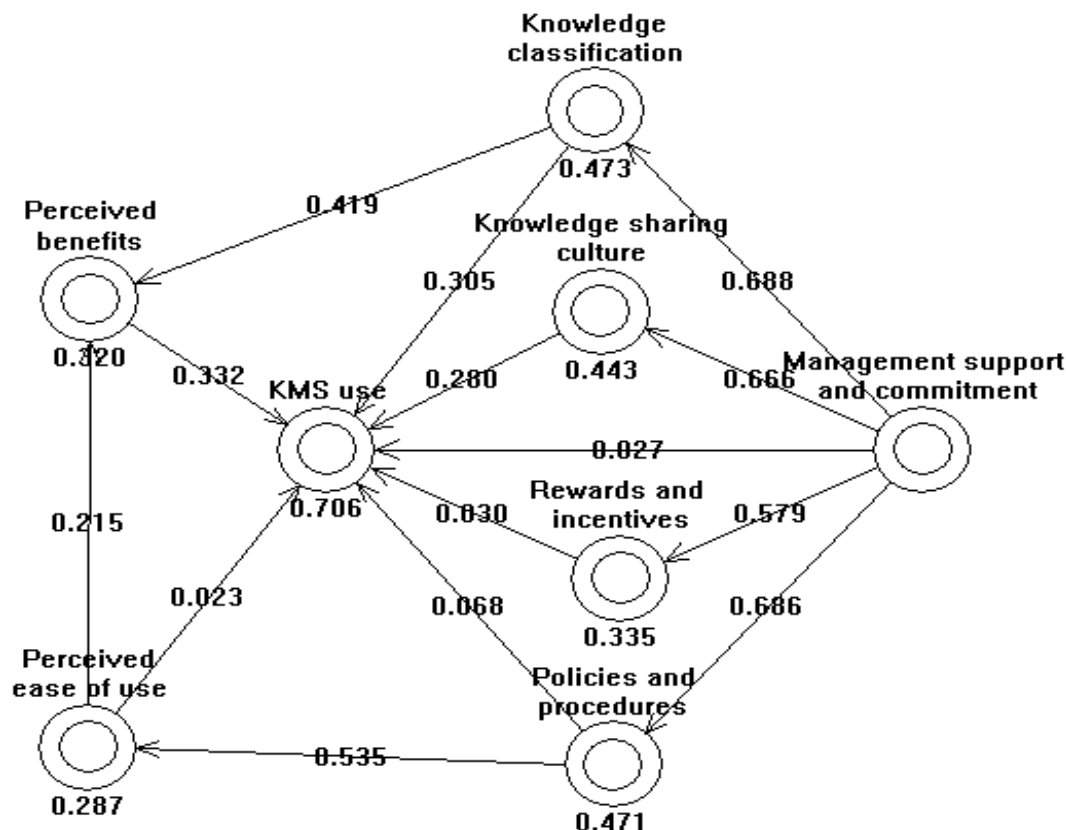 Knowledge
classification
0.473
0.419
Perceived
benefits
0.320
Knowledge sharing
culture
0.305
0.688
0.443
0.332
KMS use
0.280
0.666
Management support
and commitment
0.027
0.706
Rewards and
incentives
0.030
0.579
0.215
0.023
0.068
0.686
0.335
Perceived
ease of use
Policies and
procedures
0.535
0.287
0.471